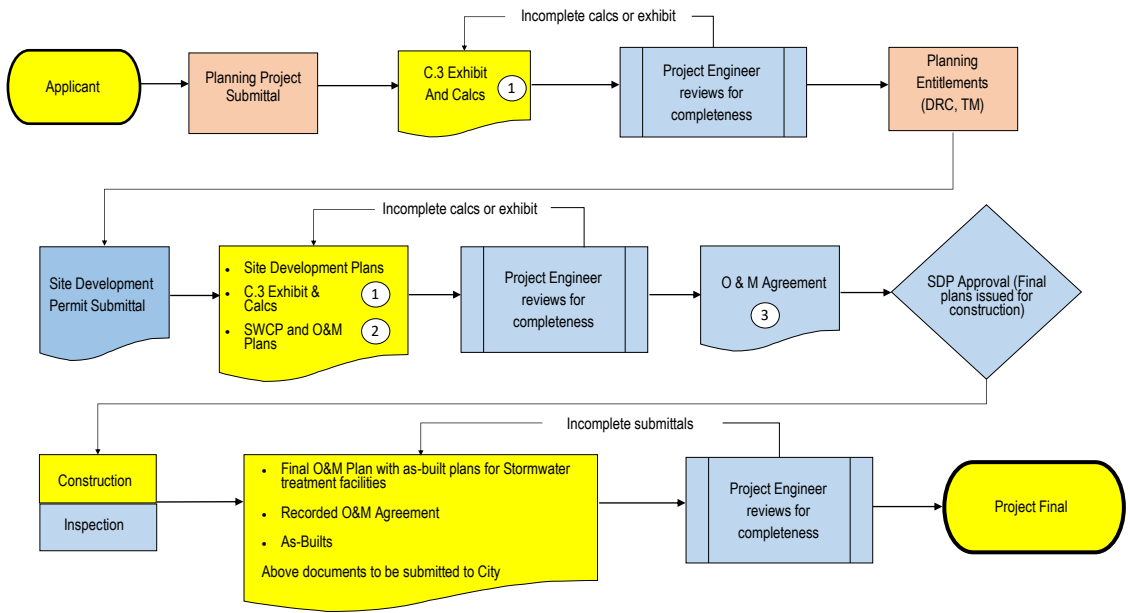 Incomplete calcs or exhibit
Applicant
Planning Project
Submittal
C.3 Exhibit
And Calcs
1
Project Engineer
reviews for
completeness
Planning
Entitlements
(DRC, TM)
Incomplete calcs or exhibit
Site Development
Permit Submittal
• Site Development Plans
• C.3 Exhibit &
Calcs
1
• SWCP and O&M
Plans
2
Project Engineer
reviews for
completeness
O & M Agreement
3
SDP Approval (Final
plans issued for
construction)
Incomplete submittals
Construction
Inspection
• Final O&M Plan with as-built plans for Stormwater
treatment facilities
• Recorded O&M Agreement
• As-Builts
Above documents to be submitted to City
Project Engineer
reviews for
completeness
Project Final